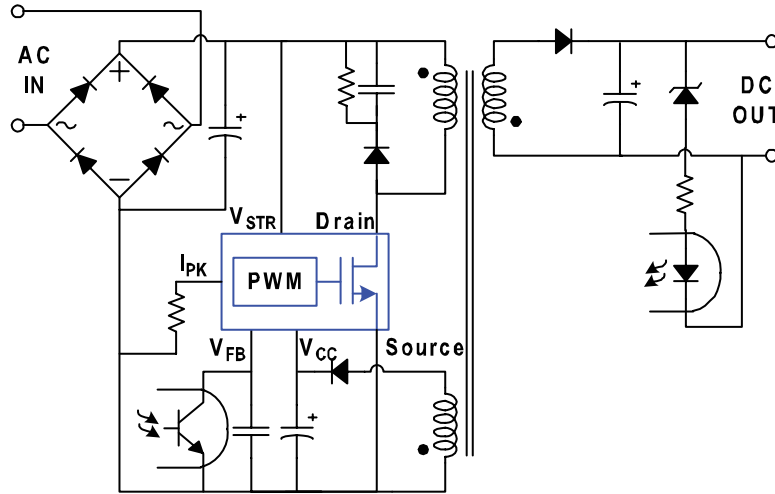 AC
IN
+
−
~
~
+
+
DC
OUT
+
VSTR
Drain
IPK
PWM
VFB
VCC
Source
+